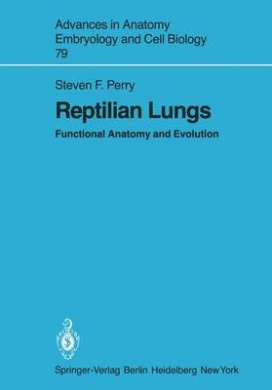 Advances in Anatomy
Embryology and Cell Biology
79
Steven F. Perry
Reptilian Lungs
Functional Anatomy and Evolution
Springer-Verlag Berlin Heidelberg New York